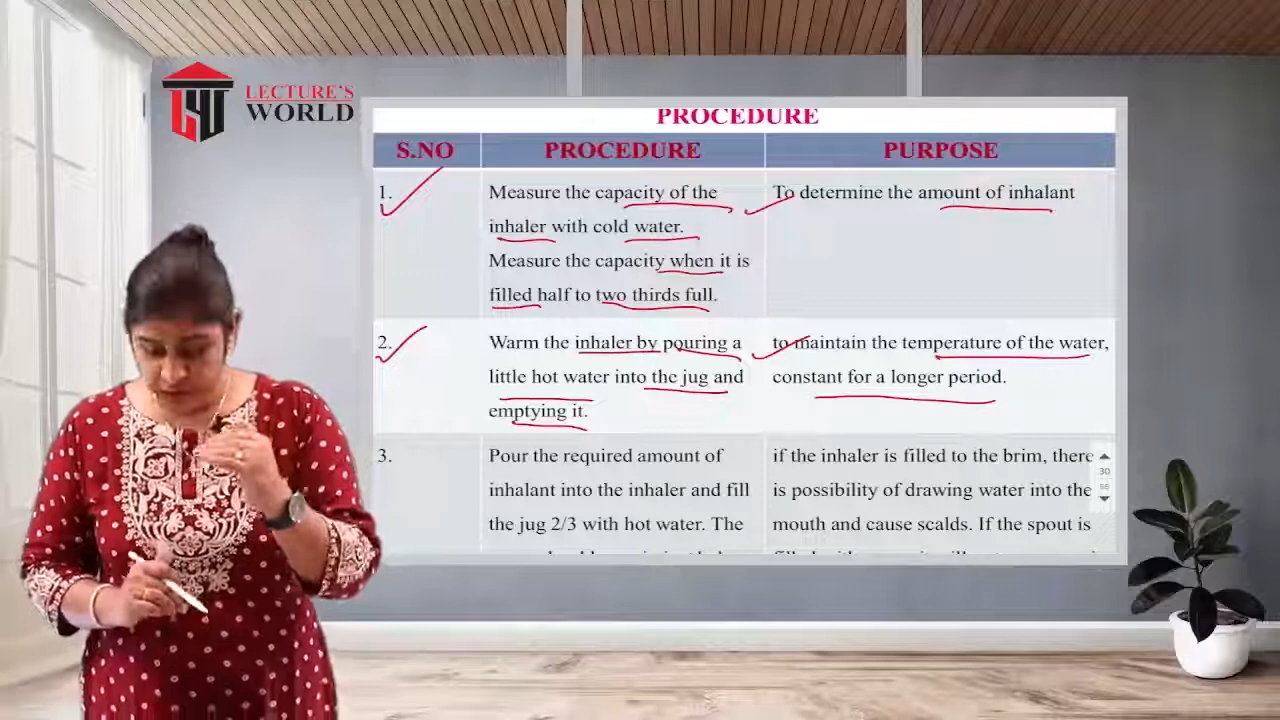 LECTURE'S
WORLD
PROCEDURE
S.NO PROCEDURE PURPOSE
1. Measure the capacity of the To determine the amount of inhalant
inhaler with cold water.
Measure the capacity when it is
filled half to two thirds full.
2. Warm the inhaler by pouring a to maintain the temperature of the water,
little hot water into the jug and constant for a longer period.
emptying it.
3. Pour the required amount of if the inhaler is filled to the brim, there
inhalant into the inhaler and fill is possibility of drawing water into the
the jug 2/3 with hot water. The mouth and cause scalds. If the spout is
30